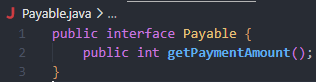 J Payable.java > ...
1 public interface Payable {
2 public int getPaymentAmount();
3 }